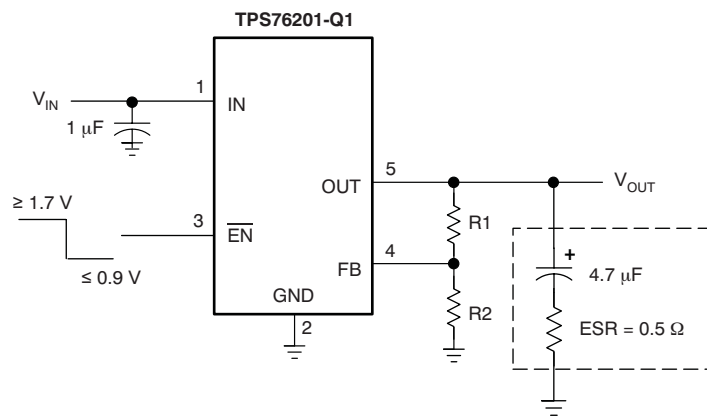 TPS76201-Q1
V_IN
1 μF
1
IN
≥ 1.7 V
≤ 0.9 V
3
E̅N̅
GND
2
OUT
5
V_OUT
R1
FB
4
R2
+
4.7 μF
ESR = 0.5 Ω